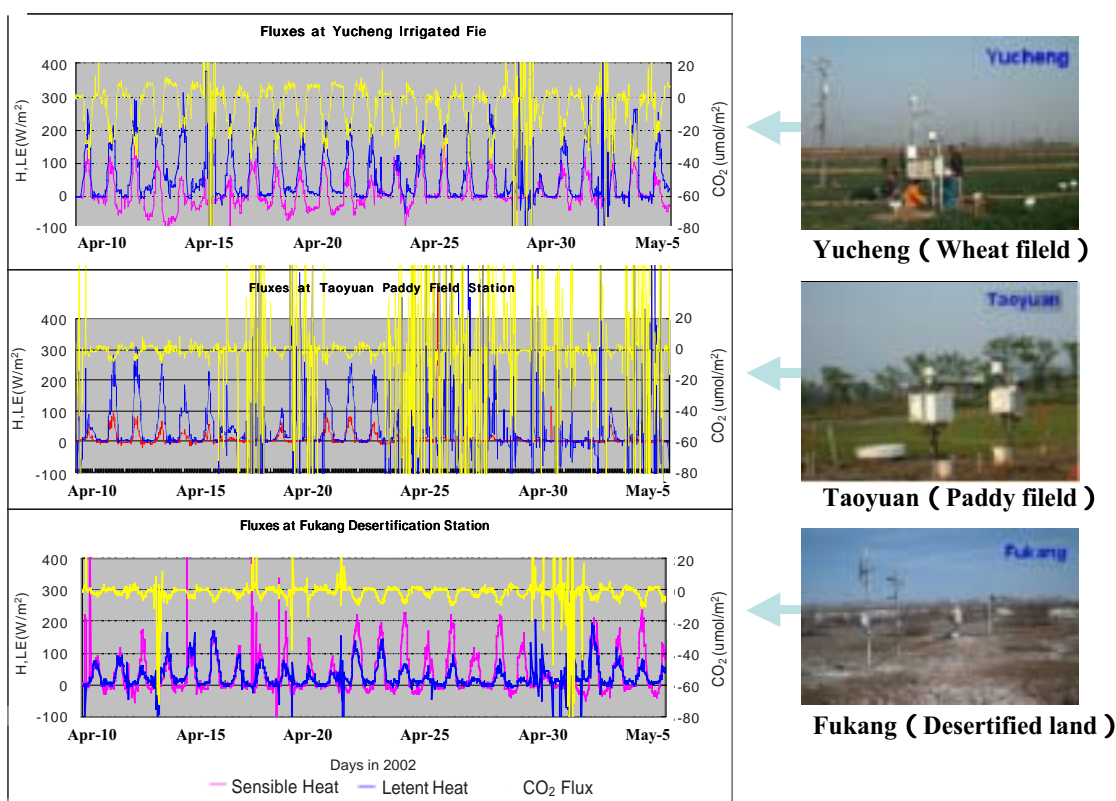 Fluxes at Yucheng Irrigated Fie
400
300
200
100
0
-100
H,LE(W/m²)
20
0
-20
-40
-60
-80
CO₂ (umol/m²)
Apr-10 Apr-15 Apr-20 Apr-25 Apr-30 May-5
Yucheng
Yucheng ( Wheat fileld )
Fluxes at Taoyuan Paddy Field Station
400
300
200
100
0
-100
H,LE(W/m²)
20
0
-20
-40
-60
-80
CO₂ (umol/m²)
Apr-10 Apr-15 Apr-20 Apr-25 Apr-30 May-5
Taoyuan
Taoyuan ( Paddy fileld )
Fluxes at Fukang Desertification Station
400
300
200
100
0
-100
H,LE(W/m²)
20
0
-20
-40
-60
-80
CO₂ (umol/m²)
Apr-10 Apr-15 Apr-20 Apr-25 Apr-30 May-5
Fukang
Fukang ( Desertified land )
Days in 2002
Sensible Heat Letent Heat CO₂ Flux